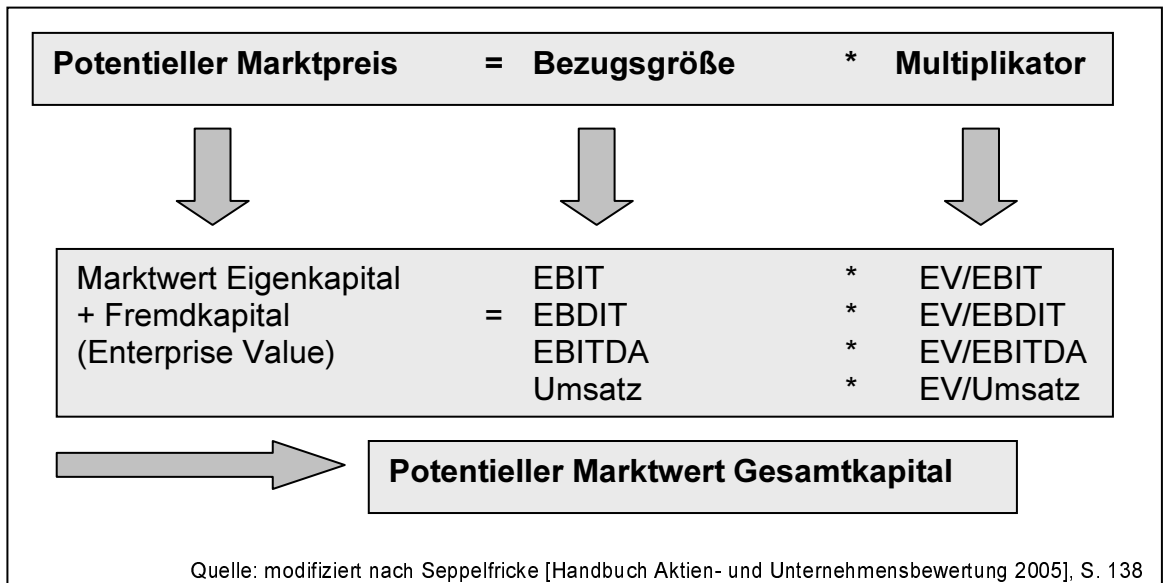 Potentieller Marktpreis = Bezugsgröße * Multiplikator
Marktwert Eigenkapital EBIT * EV/EBIT
+ Fremdkapital = EBDIT * EV/EBDIT
(Enterprise Value) EBITDA * EV/EBITDA
Umsatz * EV/Umsatz
Potentieller Marktwert Gesamtkapital
Quelle: modifiziert nach Seppelfricke [Handbuch Aktien- und Unternehmensbewertung 2005], S. 138